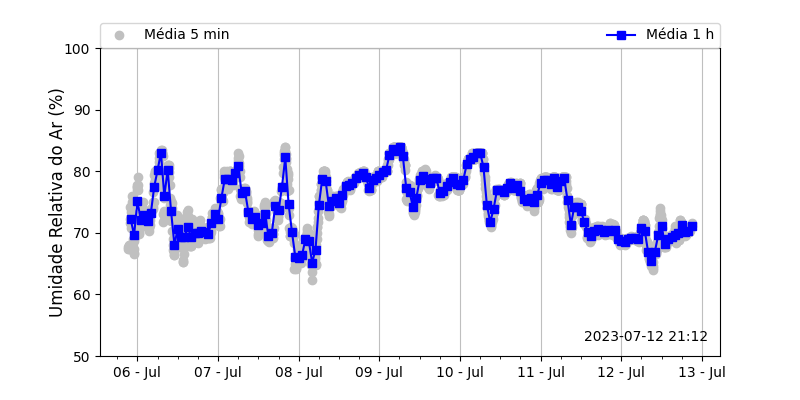 Média 5 min
Média 1 h
Umidade Relativa do Ar (%)
100
90
80
70
60
50
2023-07-12 21:12
06 - Jul
07 - Jul
08 - Jul
09 - Jul
10 - Jul
11 - Jul
12 - Jul
13 - Jul